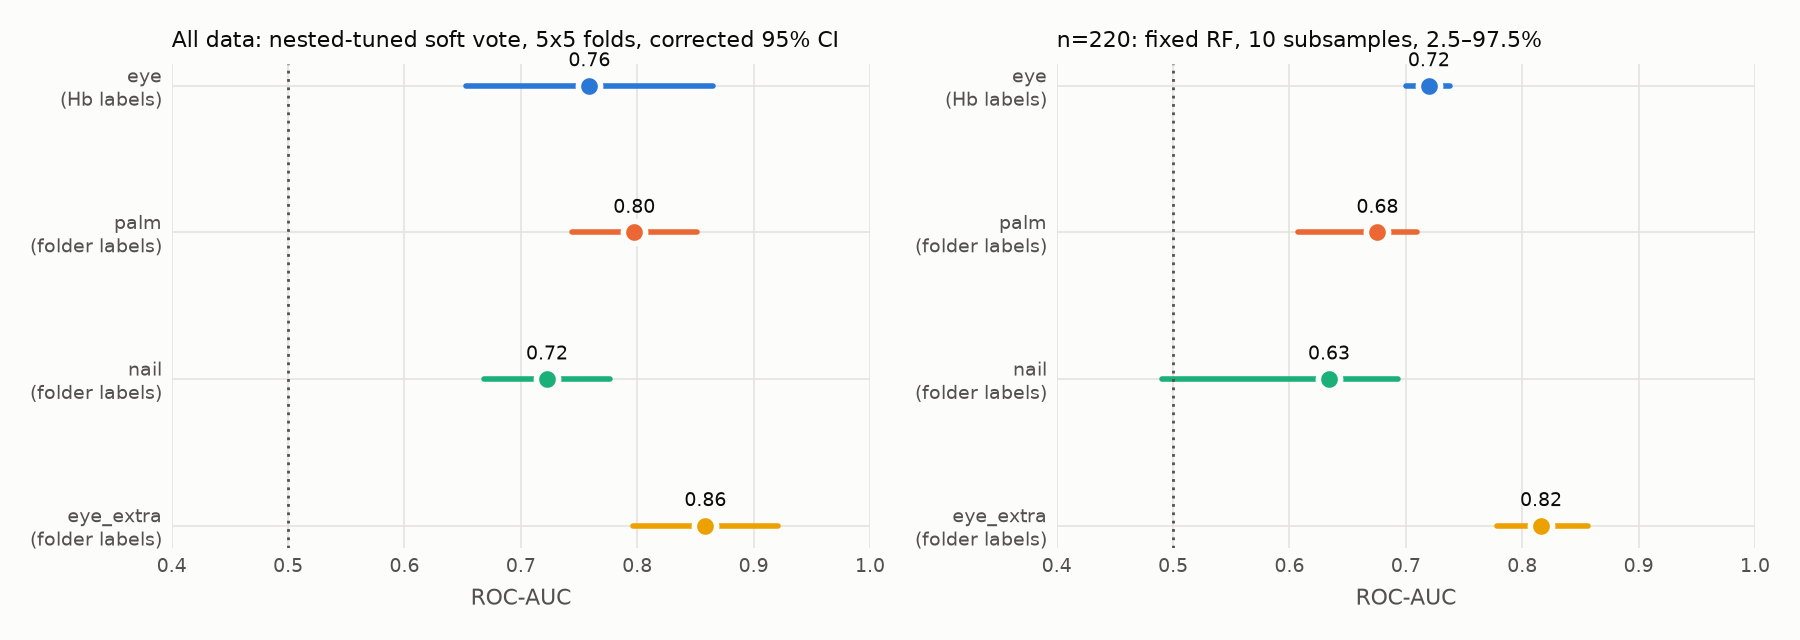 All data: nested-tuned soft vote, 5x5 folds, corrected 95% CI
0.76
eye
(Hb labels)
0.80
palm
(folder labels)
0.72
nail
(folder labels)
0.86
eye_extra
(folder labels)
0.4 0.5 0.6 0.7 0.8 0.9 1.0
ROC-AUC
n=220: fixed RF, 10 subsamples, 2.5–97.5%
0.72
eye
(Hb labels)
0.68
palm
(folder labels)
0.63
nail
(folder labels)
0.82
eye_extra
(folder labels)
0.4 0.5 0.6 0.7 0.8 0.9 1.0
ROC-AUC